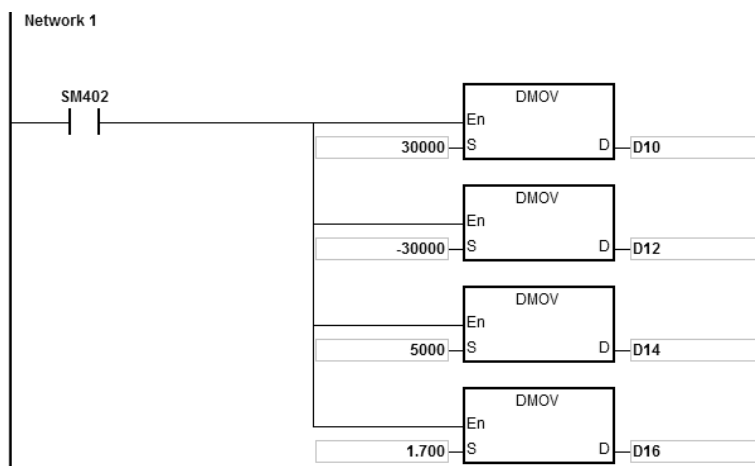 Network 1
SM402
DMOV
En
30000 S D D10
DMOV
En
-30000 S D D12
DMOV
En
5000 S D D14
DMOV
En
1.700 S D D16